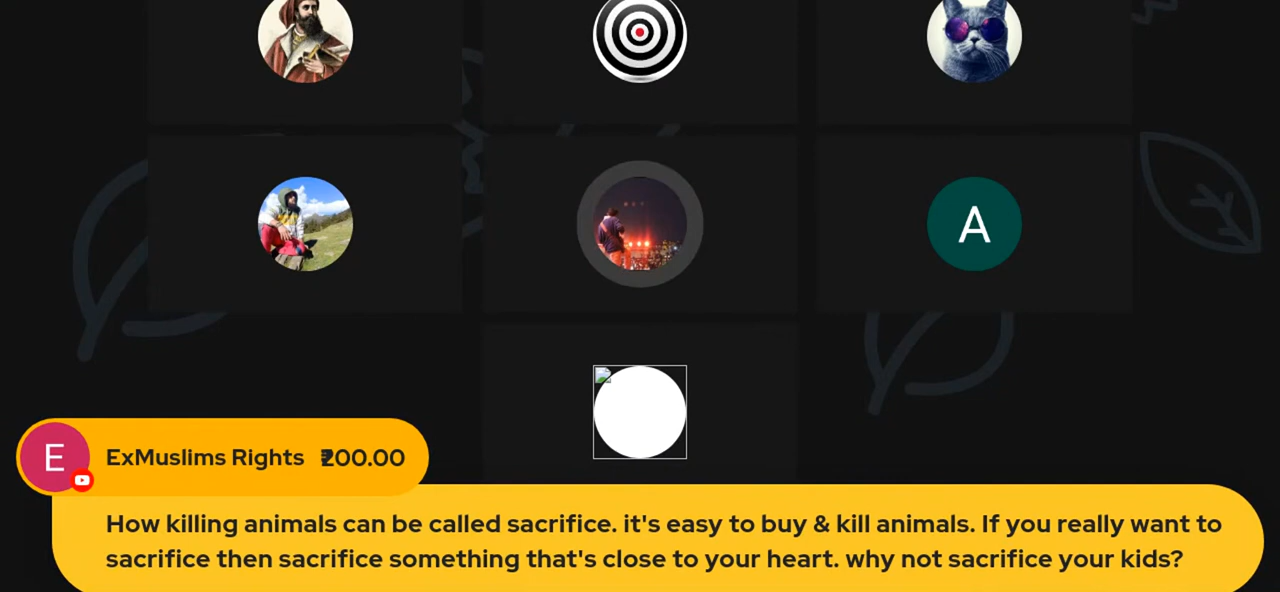 A
E
ExMuslims Rights ₹200.00
How killing animals can be called sacrifice. it's easy to buy & kill animals. If you really want to
sacrifice then sacrifice something that's close to your heart. why not sacrifice your kids?